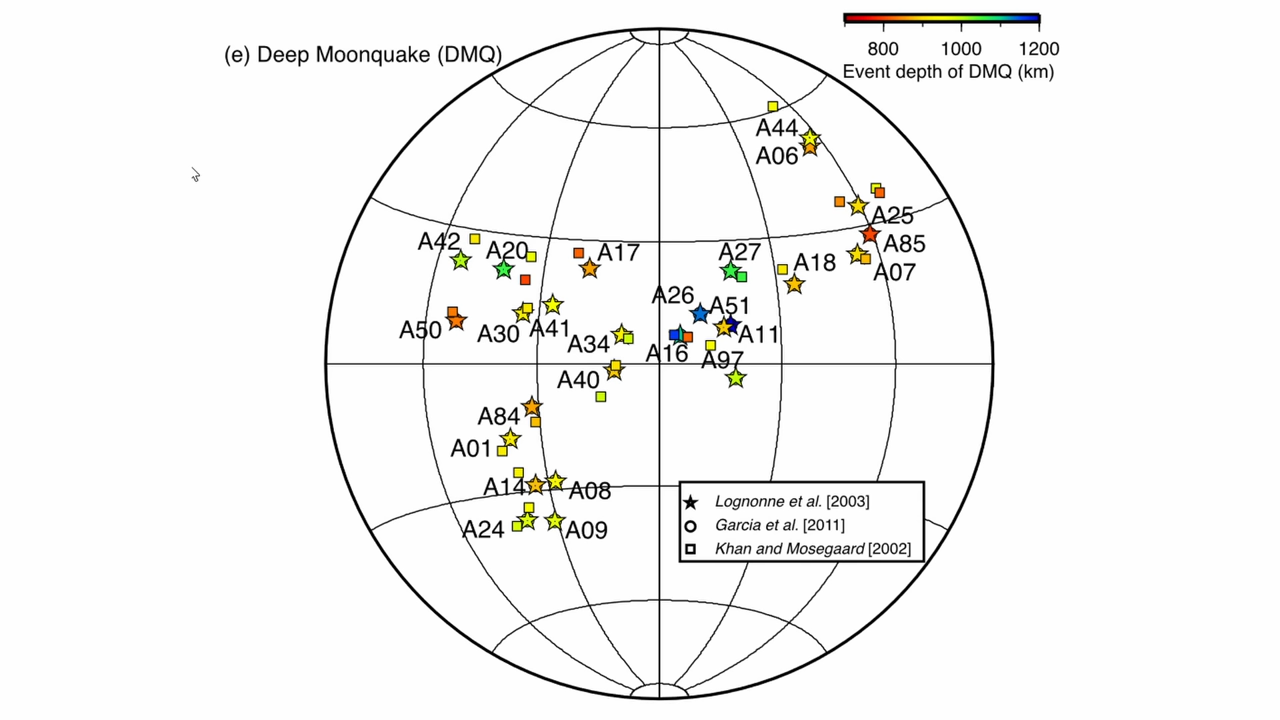 (e) Deep Moonquake (DMQ)
800 1000 1200
Event depth of DMQ (km)
A44
A06
A25
A85
A07
A42
A20
A17
A27
A18
A26
A51
A50
A30
A41
A34
A16
A11
A97
A40
A84
A01
A14
A08
A24
A09
Lognonne et al. [2003]
Garcia et al. [2011]
Khan and Mosegaard [2002]